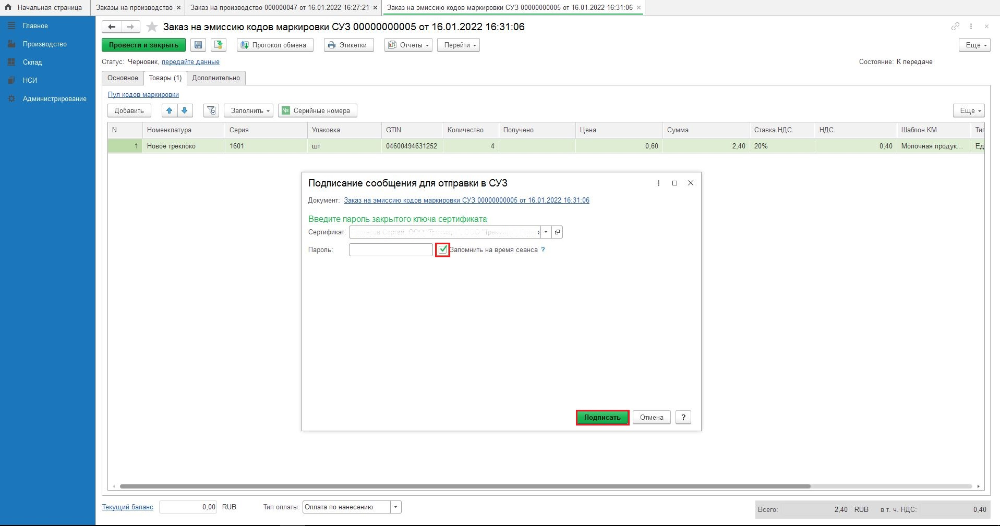 Начальная страница
Заказы на производство ×
Заказ на производство 000000047 от 16.01.2022 16:27:21 ×
Заказ на эмиссию кодов маркировки СУЗ 00000000005 от 16.01.2022 16:31:06 ×
Главное
Производство
Склад
НСИ
Администрирование
Заказ на эмиссию кодов маркировки СУЗ 00000000005 от 16.01.2022 16:31:06
Провести и закрыть Протокол обмена Этикетки Отчеты Перейти Еще
Статус: Черновик, передайте данные Состояние: К передаче
Основное Товары (1) Дополнительно
Пул кодов маркировки
Добавить Заполнить № Серийные номера Еще
N Номенклатура Серия Упаковка GTIN Количество Получено Цена Сумма Ставка НДС НДС Шаблон КМ Тип
1 Новое треклоко 1601 шт 04600494631252 4 0,60 2,40 20% 0,40 Молочная продук... Ед
Подписание сообщения для отправки в СУЗ
Документ: Заказ на эмиссию кодов маркировки СУЗ 00000000005 от 16.01.2022 16:31:06
Введите пароль закрытого ключа сертификата
Сертификат:
Пароль: Запомнить на время сеанса ?
Подписать Отмена ?
Текущий баланс 0,00 RUB Тип оплаты: Оплата по нанесению
Всего: 2,40 RUB в т. ч. НДС: 0,40